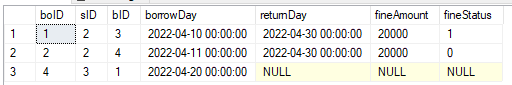 boID sID bID borrowDay returnDay fineAmount fineStatus
1 1 2 3 2022-04-10 00:00:00 2022-04-30 00:00:00 20000 1
2 2 2 4 2022-04-11 00:00:00 2022-04-30 00:00:00 20000 0
3 4 3 1 2022-04-20 00:00:00 NULL NULL NULL